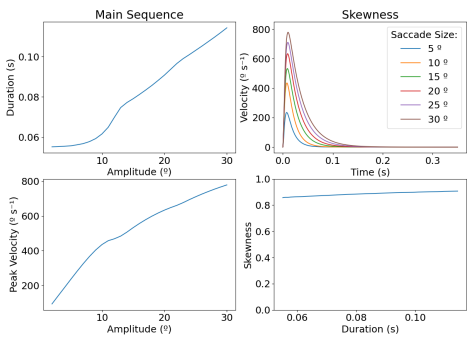 Main Sequence
Duration (s)
0.10
0.08
0.06
10 20 30
Amplitude (º)
Skewness
Velocity (º s⁻¹)
800
600
400
200
0
Saccade Size:
5 º
10 º
15 º
20 º
25 º
30 º
0.0 0.1 0.2 0.3
Time (s)
Peak Velocity (º s⁻¹)
800
600
400
200
10 20 30
Amplitude (º)
Skewness
1.0
0.8
0.6
0.4
0.2
0.0
0.06 0.08 0.10
Duration (s)